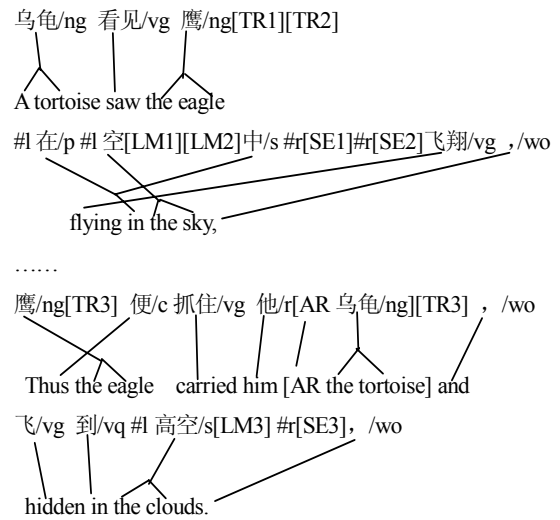 乌龟/ng 看见/vg 鹰/ng[TR1][TR2]
A tortoise saw the eagle
#l 在/p #l 空[LM1][LM2]中/s #r[SE1]#r[SE2]飞翔/vg ，/wo
flying in the sky,
……
鹰/ng[TR3] 便/c 抓住/vg 他/r[AR 乌龟/ng][TR3] ，/wo
Thus the eagle carried him [AR the tortoise] and
飞/vg 到/vq #l 高空/s[LM3] #r[SE3]，/wo
hidden in the clouds.